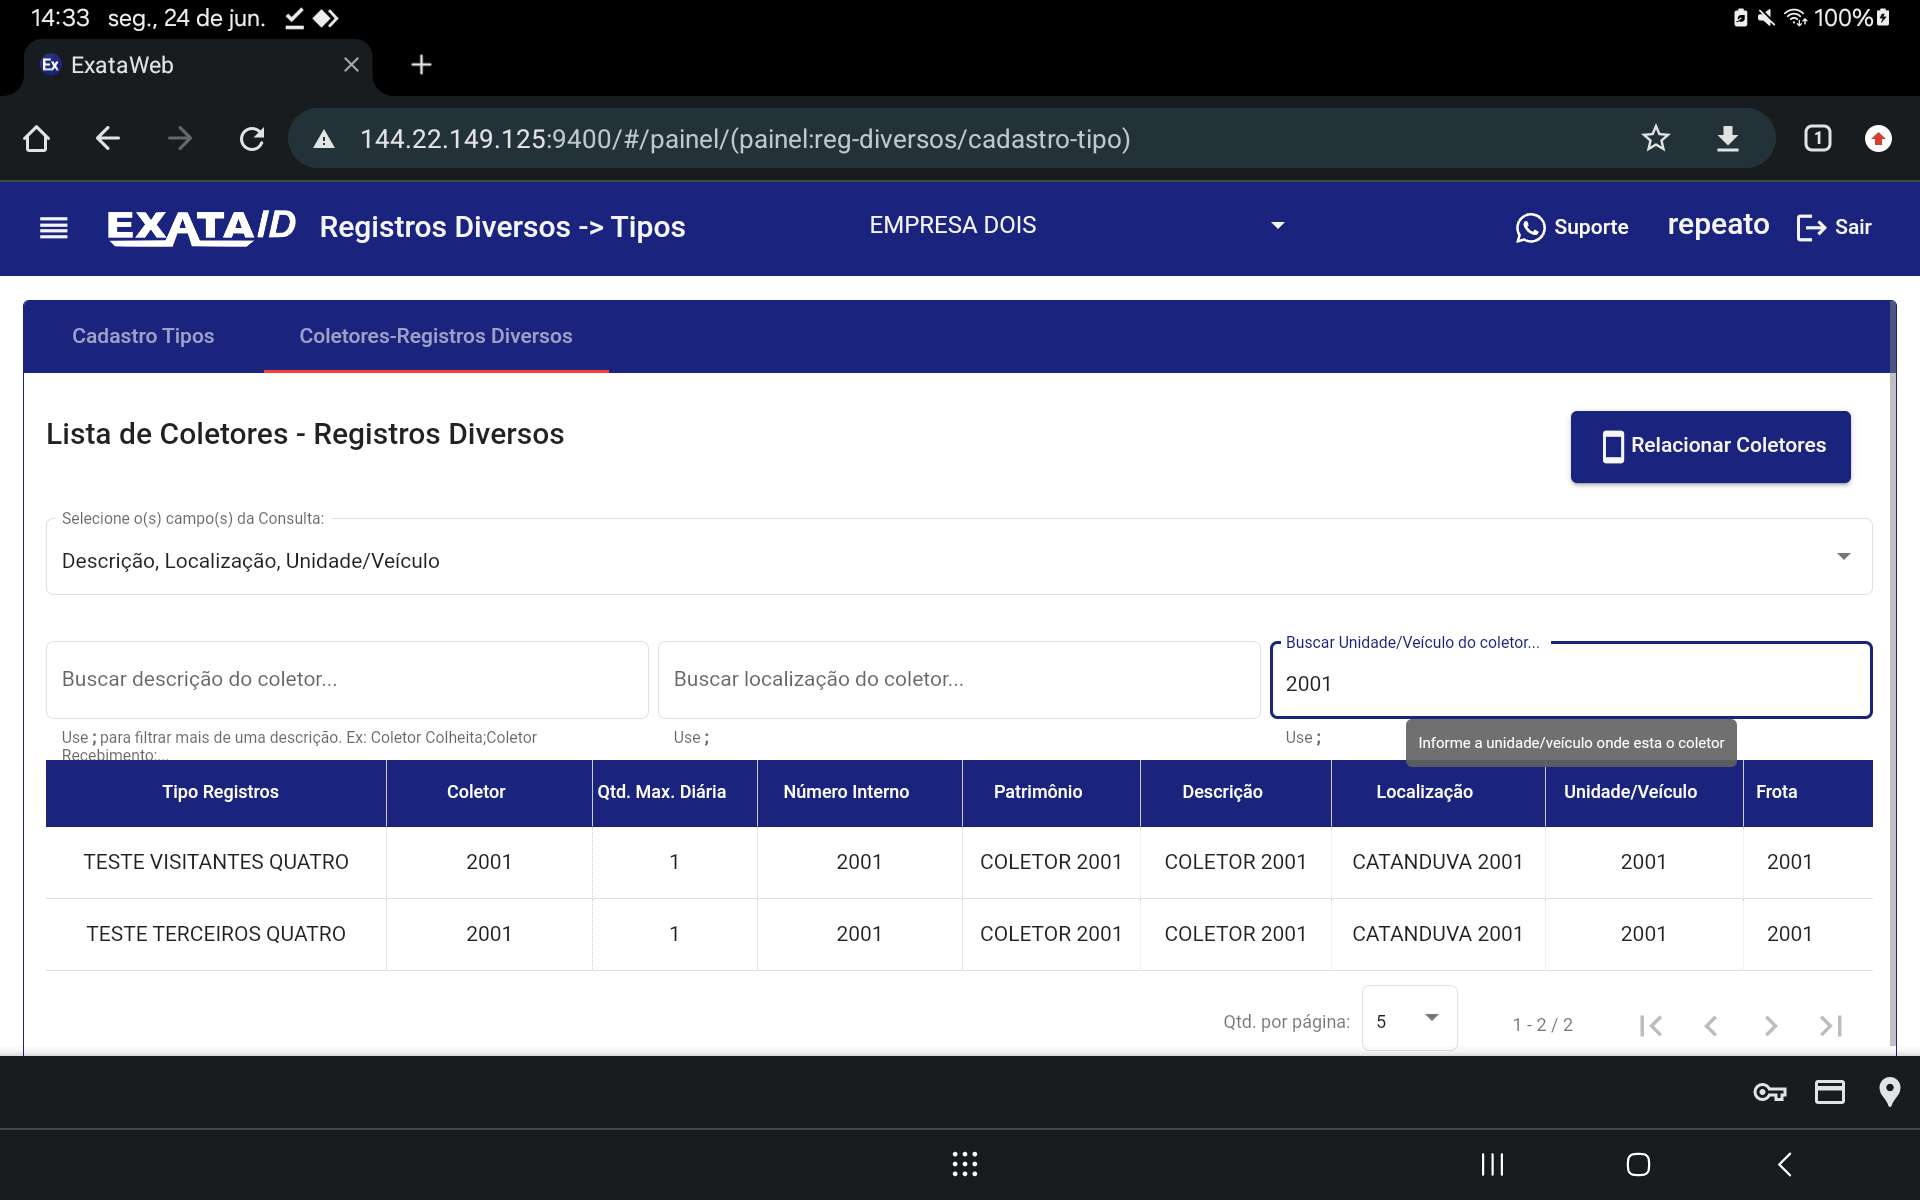 14:33 seg., 24 de jun. 100%
Ex ExataWeb
144.22.149.125:9400/#/painel/(painel:reg-diversos/cadastro-tipo) 1
EXATA/D Registros Diversos -> Tipos EMPRESA DOIS Suporte repeato Sair
Cadastro Tipos Coletores-Registros Diversos
Lista de Coletores - Registros Diversos
Relacionar Coletores
Selecione o(s) campo(s) da Consulta:
Descrição, Localização, Unidade/Veículo
Buscar Unidade/Veículo do coletor...
Buscar descrição do coletor... Buscar localização do coletor... 2001
Use ; para filtrar mais de uma descrição. Ex: Coletor Colheita;Coletor Use ; Use ;
Recebimento;...
Informe a unidade/veículo onde esta o coletor
Tipo Registros Coletor Qtd. Max. Diária Número Interno Patrimônio Descrição Localização Unidade/Veículo Frota
TESTE VISITANTES QUATRO 2001 1 2001 COLETOR 2001 COLETOR 2001 CATANDUVA 2001 2001 2001
TESTE TERCEIROS QUATRO 2001 1 2001 COLETOR 2001 COLETOR 2001 CATANDUVA 2001 2001 2001
Qtd. por página: 5 1 - 2 / 2